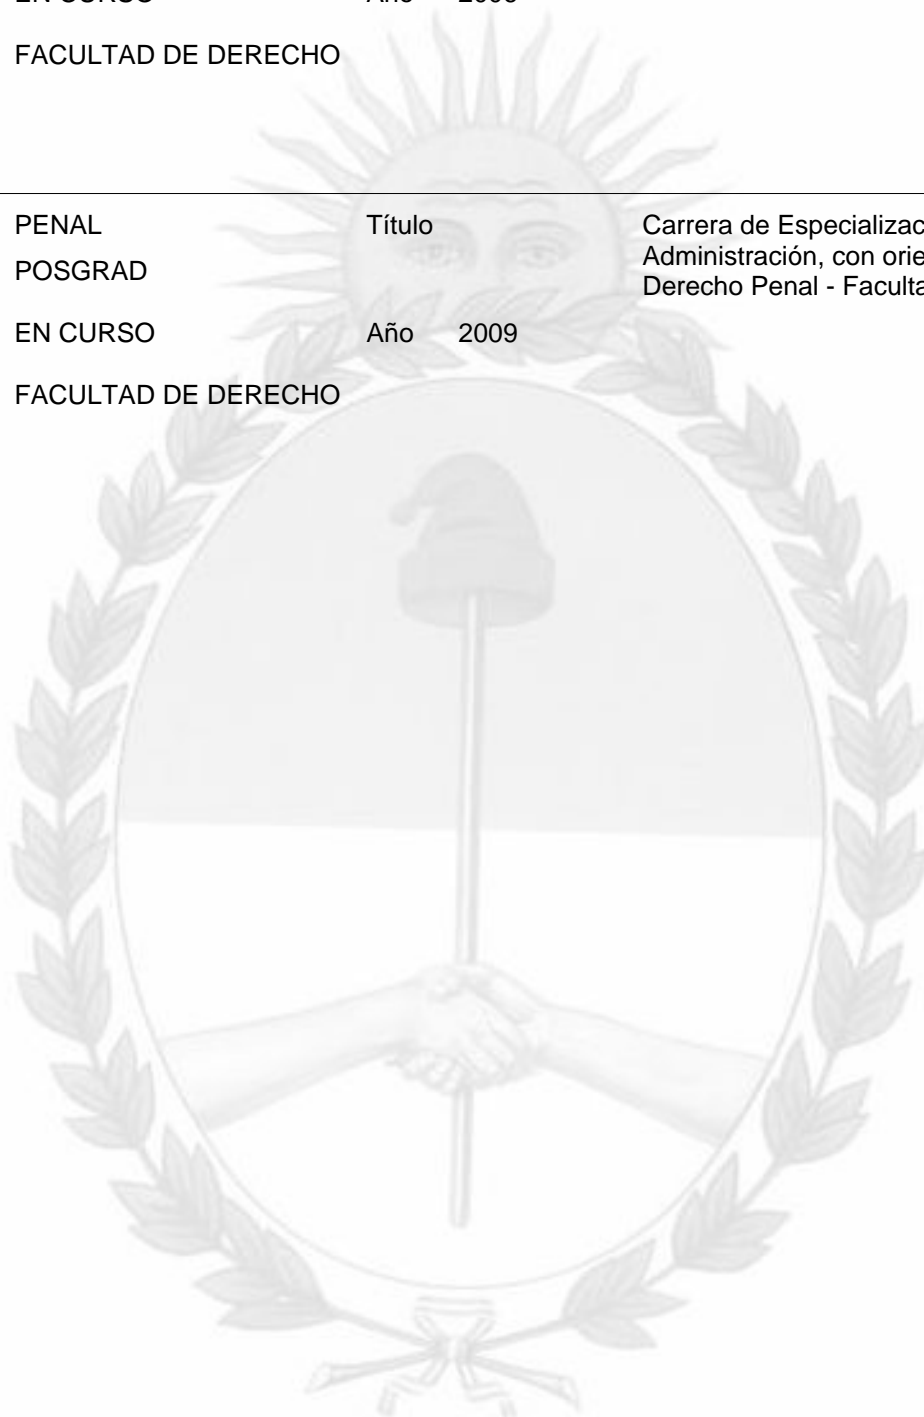 FACULTAD DE DERECHO
PENAL Título Carrera de Especializac
POSGRAD Administración, con orie
Derecho Penal - Faculta
EN CURSO Año 2009
FACULTAD DE DERECHO